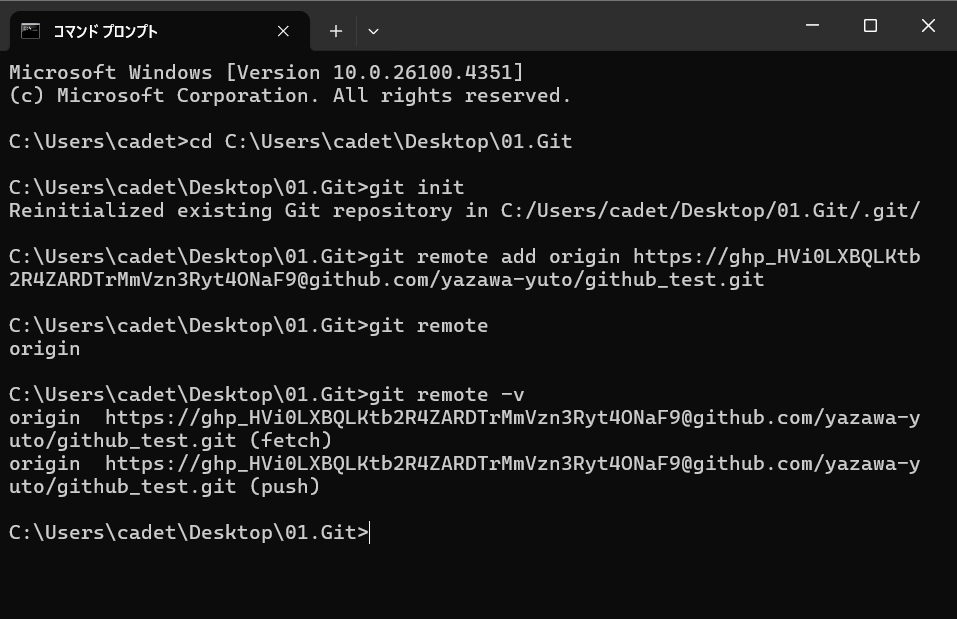 コマンド プロンプト
Microsoft Windows [Version 10.0.26100.4351]
(c) Microsoft Corporation. All rights reserved.
C:\Users\cadet>cd C:\Users\cadet\Desktop\01.Git
C:\Users\cadet\Desktop\01.Git>git init
Reinitialized existing Git repository in C:/Users/cadet/Desktop/01.Git/.git/
C:\Users\cadet\Desktop\01.Git>git remote add origin https://ghp_HVi0LXBQLKtb
2R4ZARDTrMmVzn3Ryt4ONaF9@github.com/yazawa-yuto/github_test.git
C:\Users\cadet\Desktop\01.Git>git remote
origin
C:\Users\cadet\Desktop\01.Git>git remote -v
origin  https://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@github.com/yazawa-y
uto/github_test.git (fetch)
origin  https://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@github.com/yazawa-y
uto/github_test.git (push)
C:\Users\cadet\Desktop\01.Git>